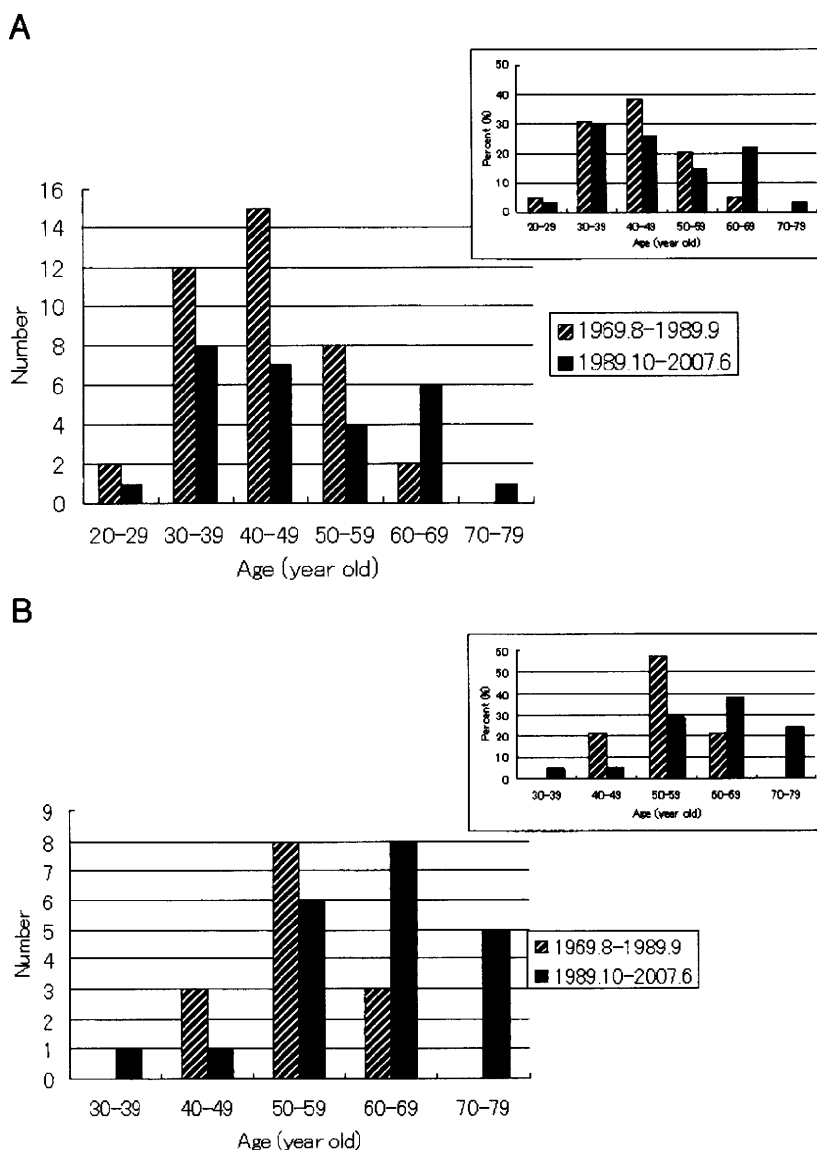 A
50
40
30
20
10
0
Percent (%)
20-29 30-39 40-49 50-59 60-69 70-79
Age (year old)
16
14
12
10
8
6
4
2
0
Number
20-29 30-39 40-49 50-59 60-69 70-79
Age (year old)
1969.8-1989.9
1989.10-2007.6
B
60
50
40
30
20
10
0
Percent (%)
30-39 40-49 50-59 60-69 70-79
Age (year old)
9
8
7
6
5
4
3
2
1
0
Number
30-39 40-49 50-59 60-69 70-79
Age (year old)
1969.8-1989.9
1989.10-2007.6